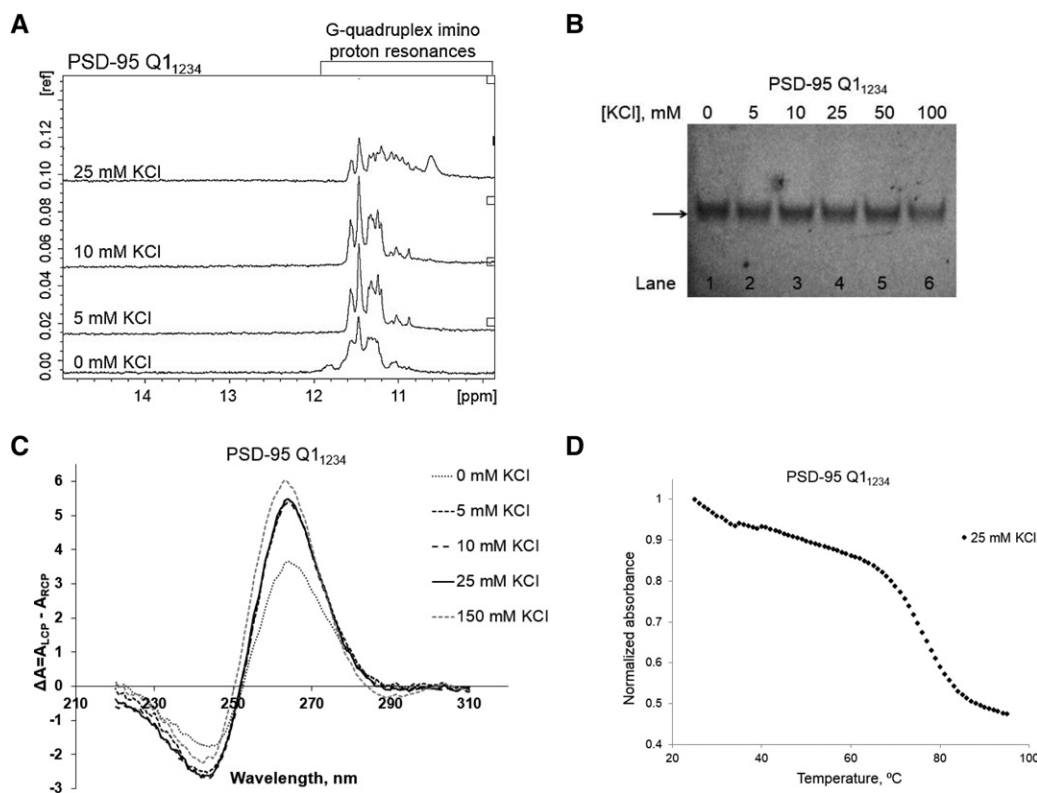 A
G-quadruplex imino
proton resonances
PSD-95 Q1₁₂₃₄
[ref]
0.12
0.10
0.08
0.06
0.04
0.02
0.00
25 mM KCl
10 mM KCl
5 mM KCl
0 mM KCl
14 13 12 11 [ppm]
B
PSD-95 Q1₁₂₃₄
[KCl], mM 0 5 10 25 50 100
Lane 1 2 3 4 5 6
C
PSD-95 Q1₁₂₃₄
0 mM KCl
5 mM KCl
10 mM KCl
25 mM KCl
150 mM KCl
ΔA=A_LCP - A_RCP
6
5
4
3
2
1
0
-1
-2
-3
210 230 250 270 290 310
Wavelength, nm
D
PSD-95 Q1₁₂₃₄
25 mM KCl
Normalized absorbance
1
0.9
0.8
0.7
0.6
0.5
0.4
20 40 60 80 100
Temperature, ºC